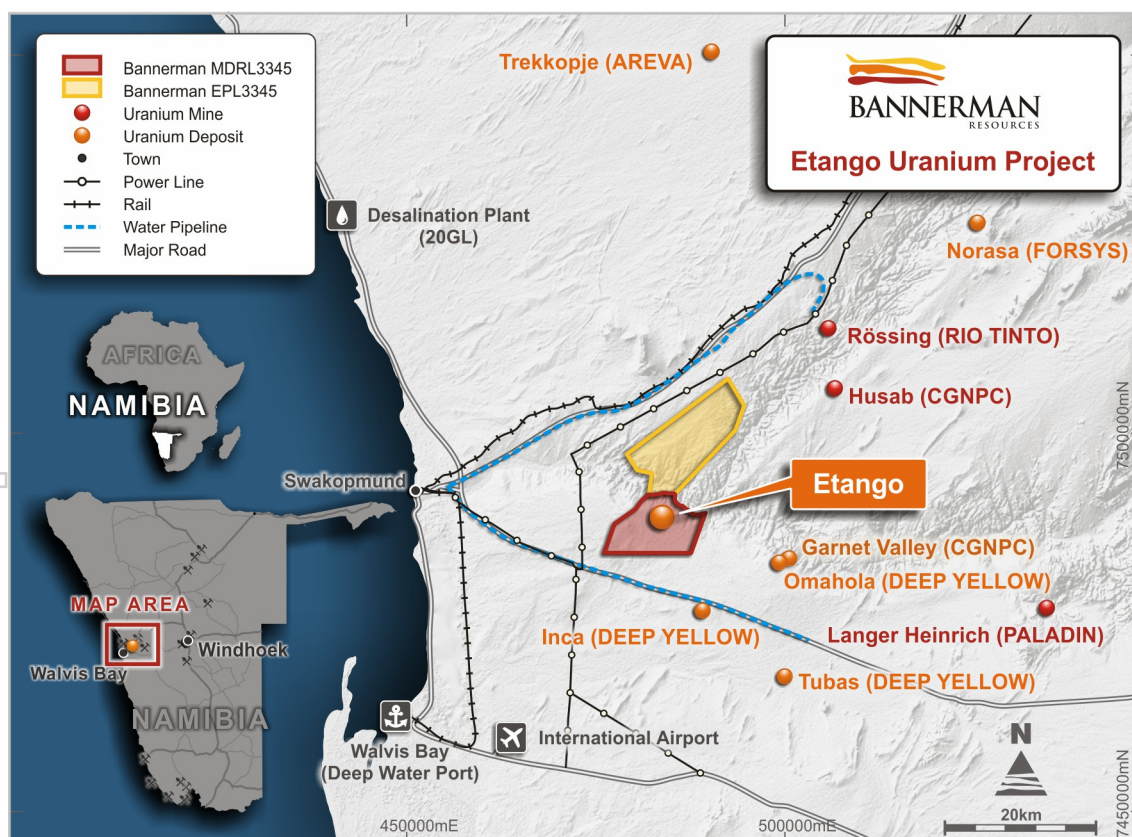 Bannerman MDRL3345
Bannerman EPL3345
Uranium Mine
Uranium Deposit
Town
Power Line
Rail
Water Pipeline
Major Road
BANNERMAN
RESOURCES
Etango Uranium Project
Trekkopje (AREVA)
Desalination Plant
(20GL)
Norasa (FORSYS)
Rössing (RIO TINTO)
Husab (CGNPC)
AFRICA
NAMIBIA
7500000mN
Swakopmund
Etango
Garnet Valley (CGNPC)
Omahola (DEEP YELLOW)
MAP AREA
Inca (DEEP YELLOW)
Langer Heinrich (PALADIN)
Windhoek
Walvis Bay
Tubas (DEEP YELLOW)
NAMIBIA
International Airport
Walvis Bay
(Deep Water Port)
N
20km
450000mE
500000mE
7450000mN